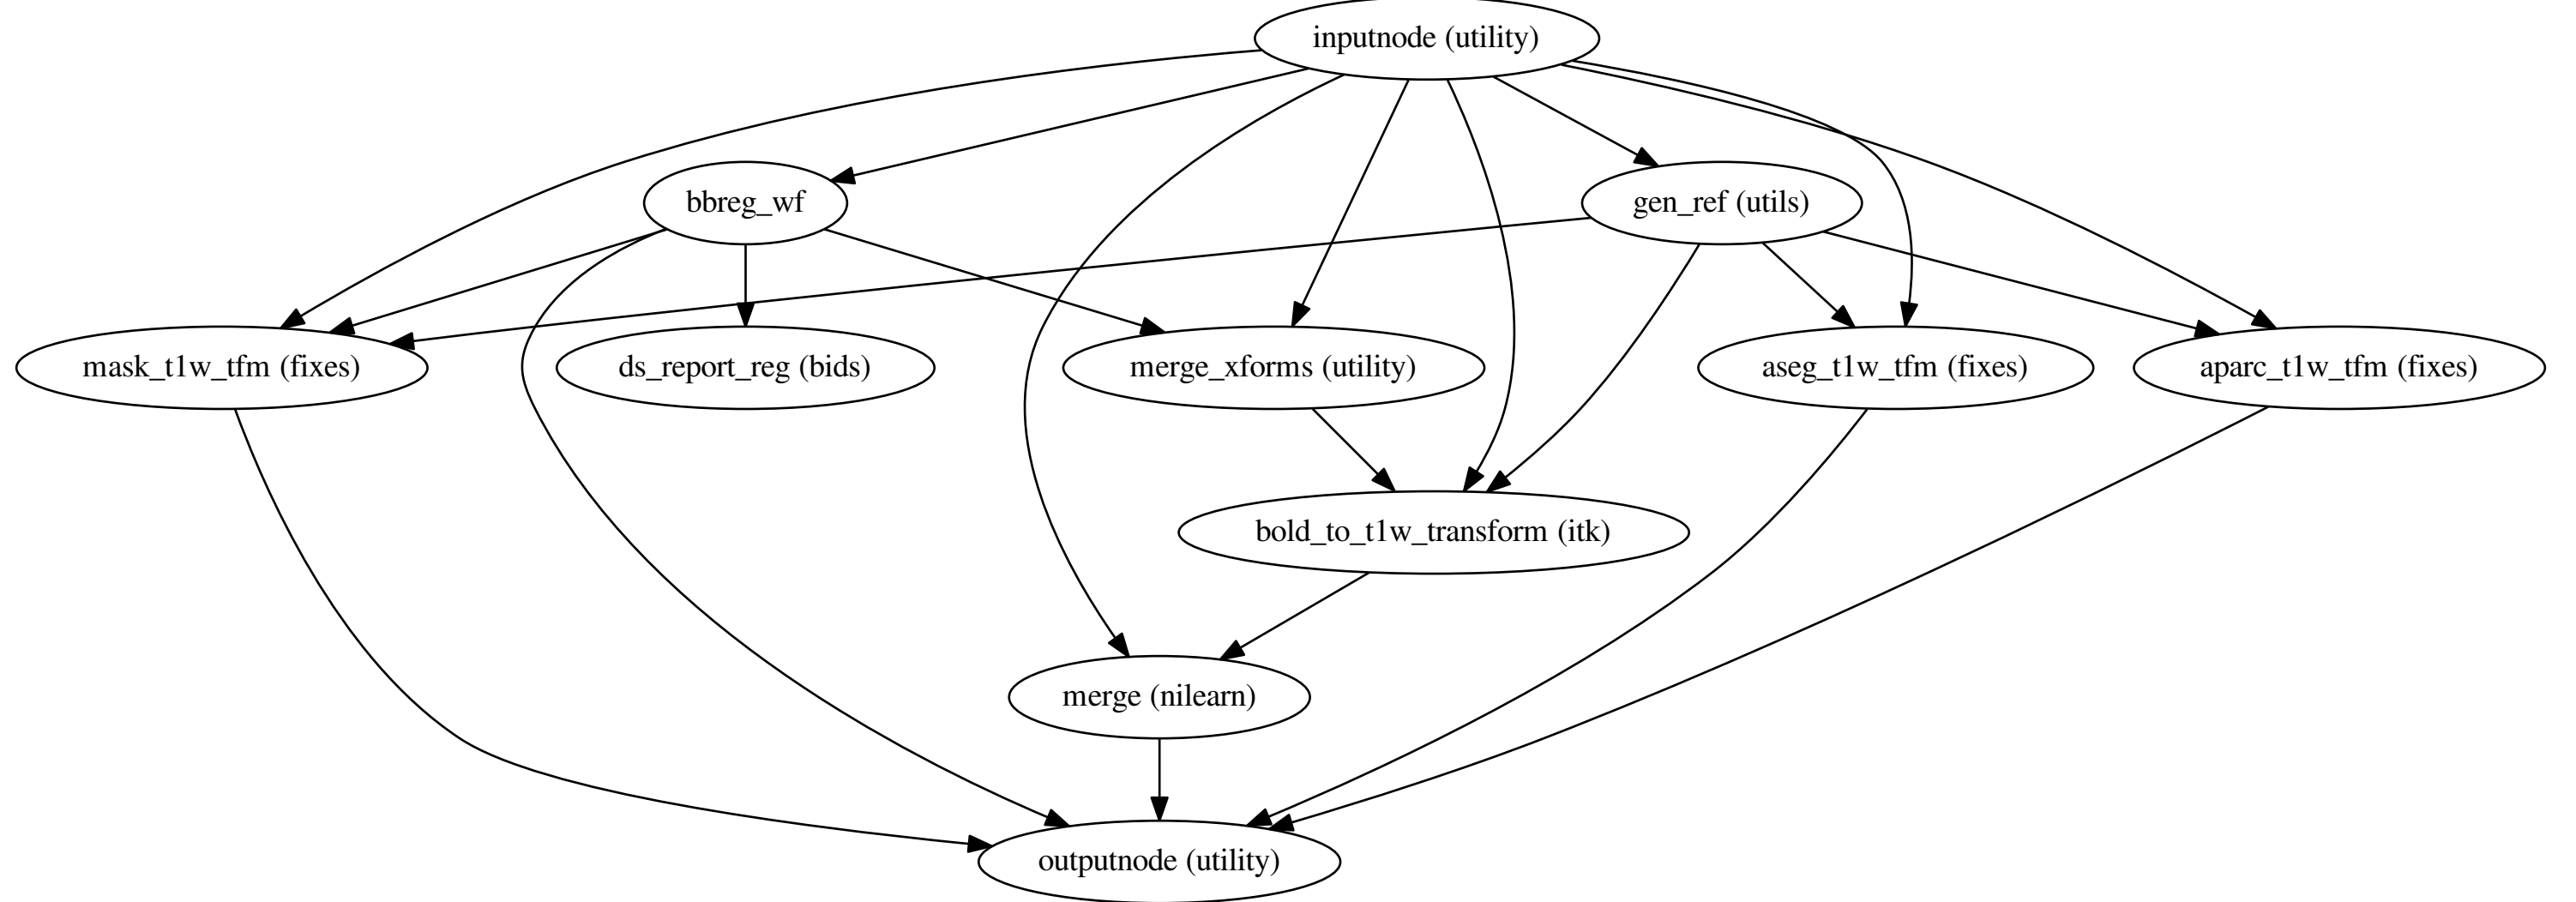 inputnode (utility)
bbreg_wf
gen_ref (utils)
mask_t1w_tfm (fixes)
ds_report_reg (bids)
merge_xforms (utility)
aseg_t1w_tfm (fixes)
aparc_t1w_tfm (fixes)
bold_to_t1w_transform (itk)
merge (nilearn)
outputnode (utility)